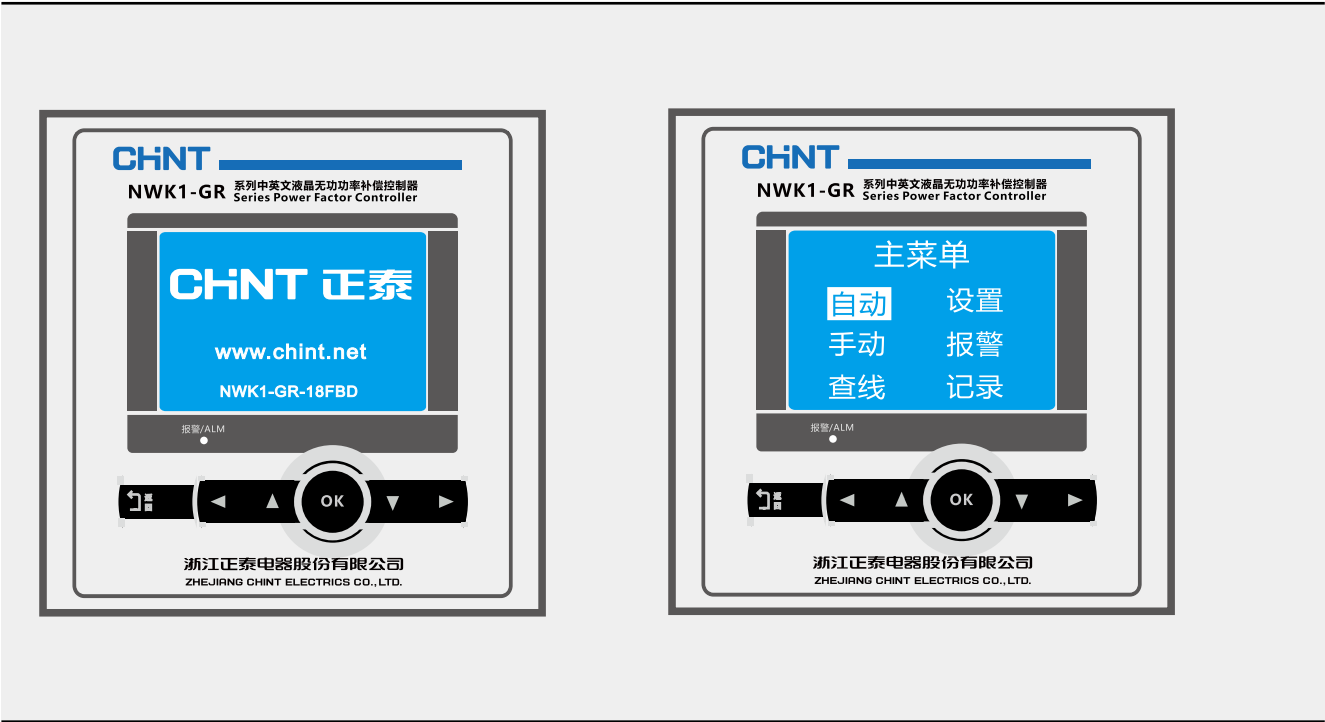 CHiNT
NWK1-GR
系列中英文液晶无功功率补偿控制器
Series Power Factor Controller
CHiNT 正泰
www.chint.net
NWK1-GR-18FBD
报警/ALM
返回
OK
浙江正泰电器股份有限公司
ZHEJIANG CHINT ELECTRICS CO.,LTD.
CHiNT
NWK1-GR
系列中英文液晶无功功率补偿控制器
Series Power Factor Controller
主菜单
自动 设置
手动 报警
查线 记录
报警/ALM
返回
OK
浙江正泰电器股份有限公司
ZHEJIANG CHINT ELECTRICS CO.,LTD.